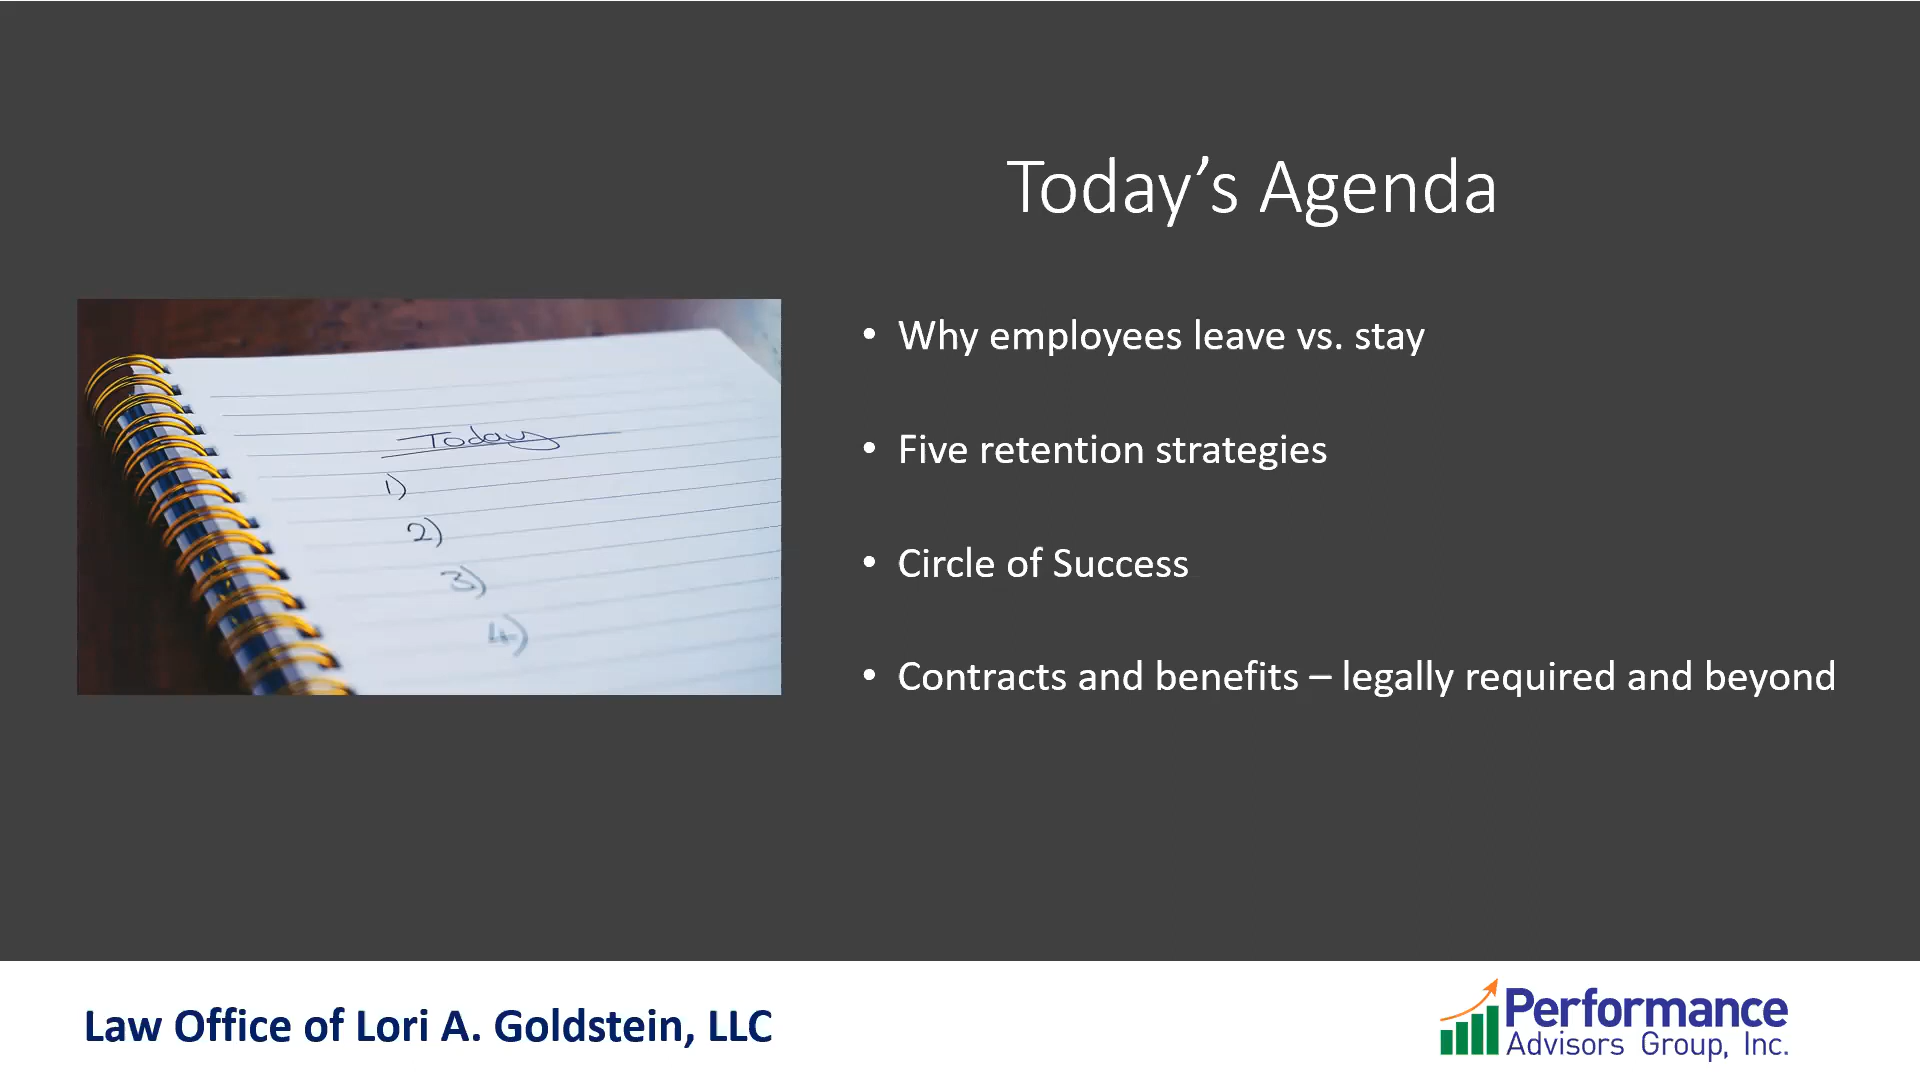 Today's Agenda
Today
1)
2)
3)
4)
• Why employees leave vs. stay
• Five retention strategies
• Circle of Success
• Contracts and benefits – legally required and beyond
Law Office of Lori A. Goldstein, LLC
Performance
Advisors Group, Inc.